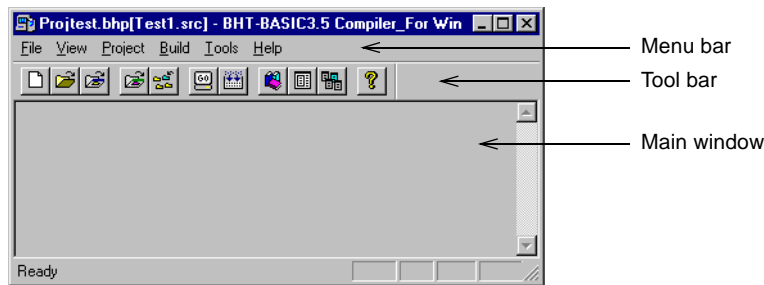 Projtest.bhp[Test1.src] - BHT-BASIC3.5 Compiler_For Win
File View Project Build Tools Help
Menu bar
GO
Tool bar
Main window
Ready